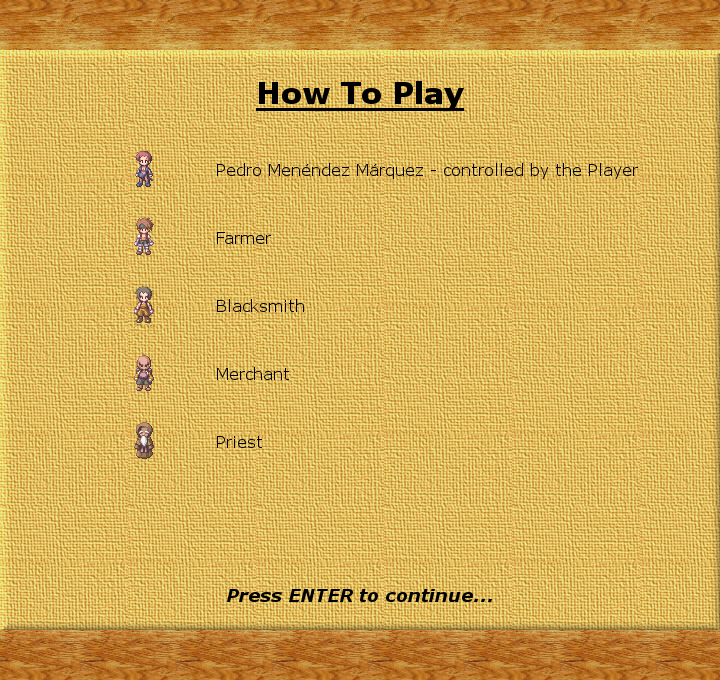 How To Play
Pedro Menéndez Márquez - controlled by the Player
Farmer
Blacksmith
Merchant
Priest
Press ENTER to continue...